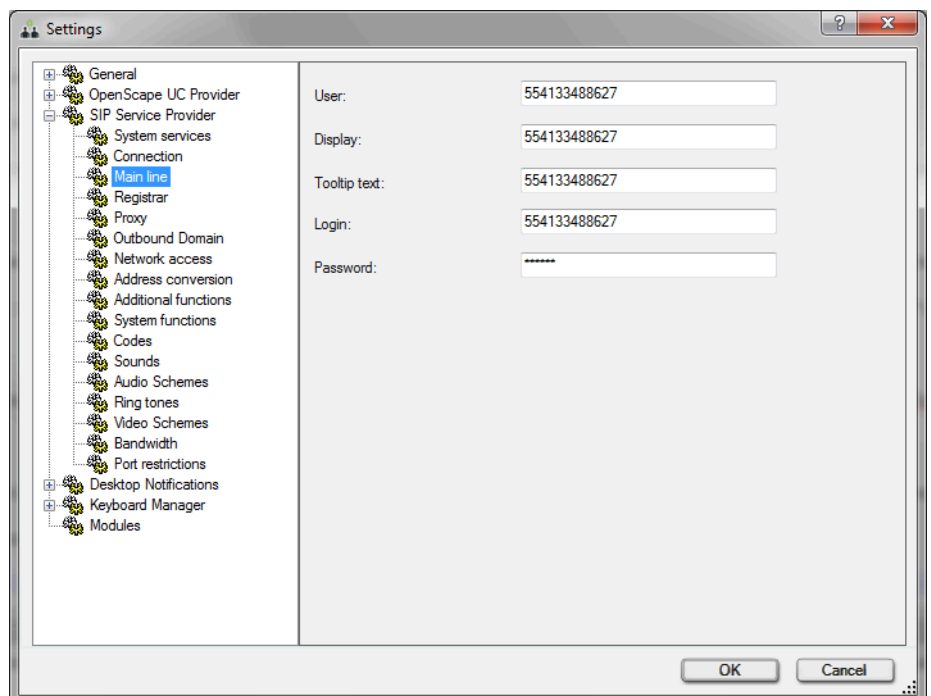 Settings
General
OpenScape UC Provider
SIP Service Provider
System services
Connection
Main line
Registrar
Proxy
Outbound Domain
Network access
Address conversion
Additional functions
System functions
Codes
Sounds
Audio Schemes
Ring tones
Video Schemes
Bandwidth
Port restrictions
Desktop Notifications
Keyboard Manager
Modules
User: 554133488627
Display: 554133488627
Tooltip text: 554133488627
Login: 554133488627
Password: ******
OK Cancel